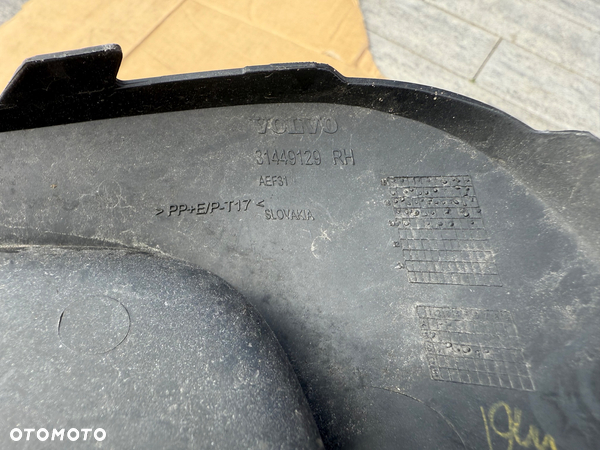 VOLVO
31449129 RH
AEF31
>PP+E/P-T17<
SLOVAKIA
OTOMOTO